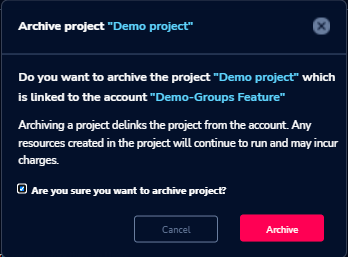 Archive project "Demo project"
Do you want to archive the project "Demo project" which
is linked to the account "Demo-Groups Feature"
Archiving a project delinks the project from the account. Any
resources created in the project will continue to run and may incur
charges.
Are you sure you want to archive project?
Cancel
Archive